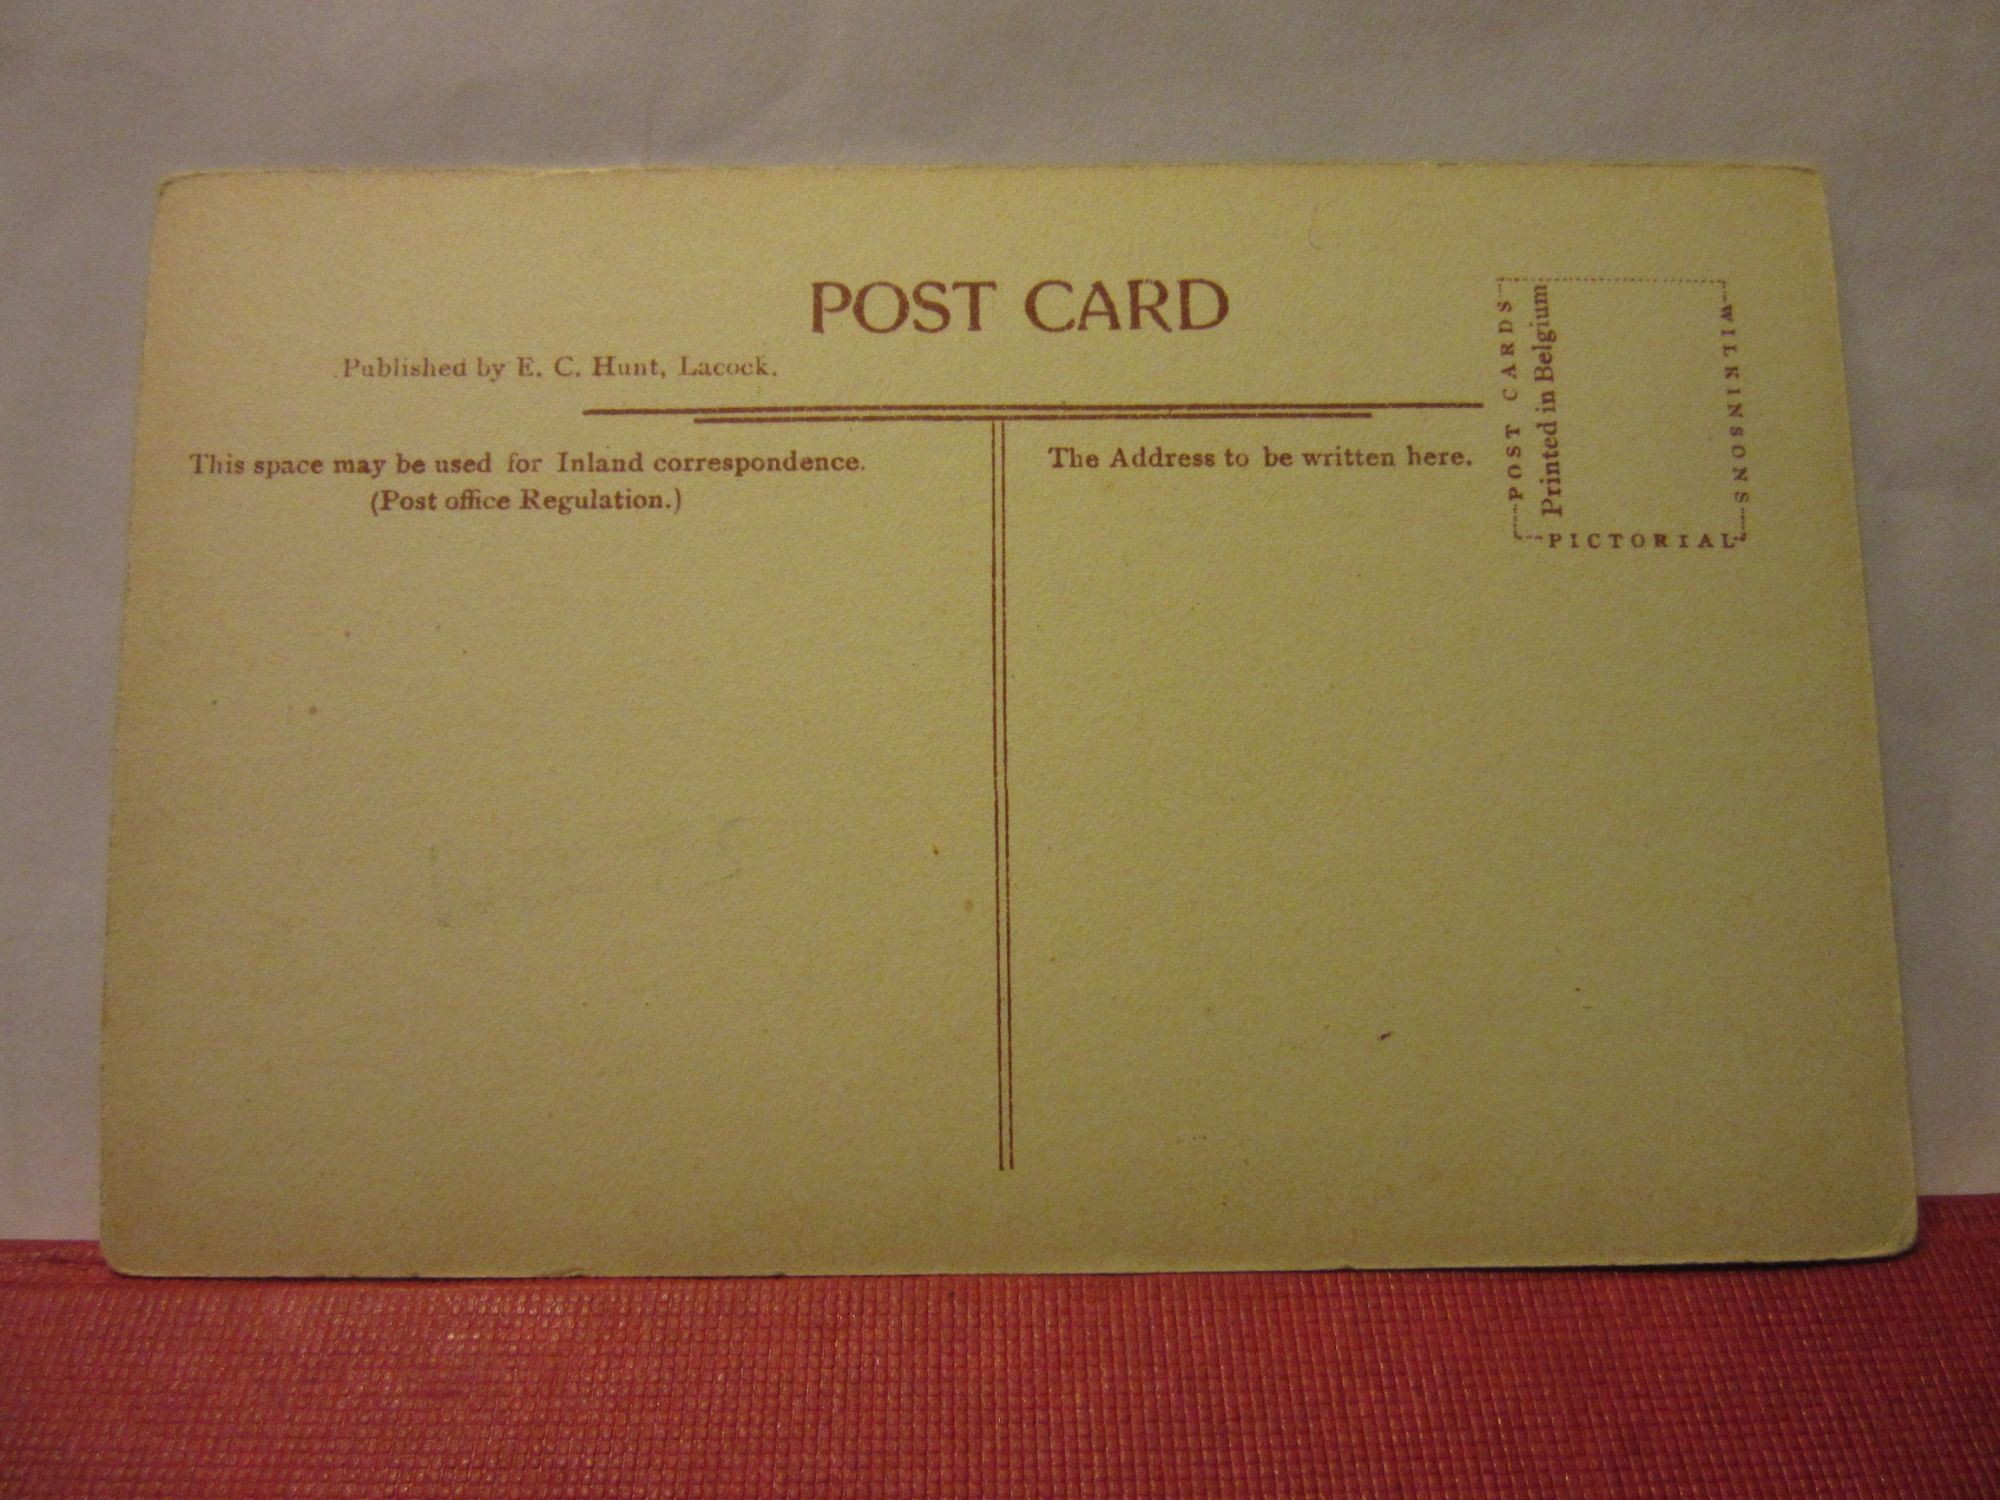 POST CARD
Published by E. C. Hunt, Lacock.
This space may be used for Inland correspondence.
(Post office Regulation.)
The Address to be written here.
POST CARDS
Printed in Belgium
WILKINSONS
PICTORIAL